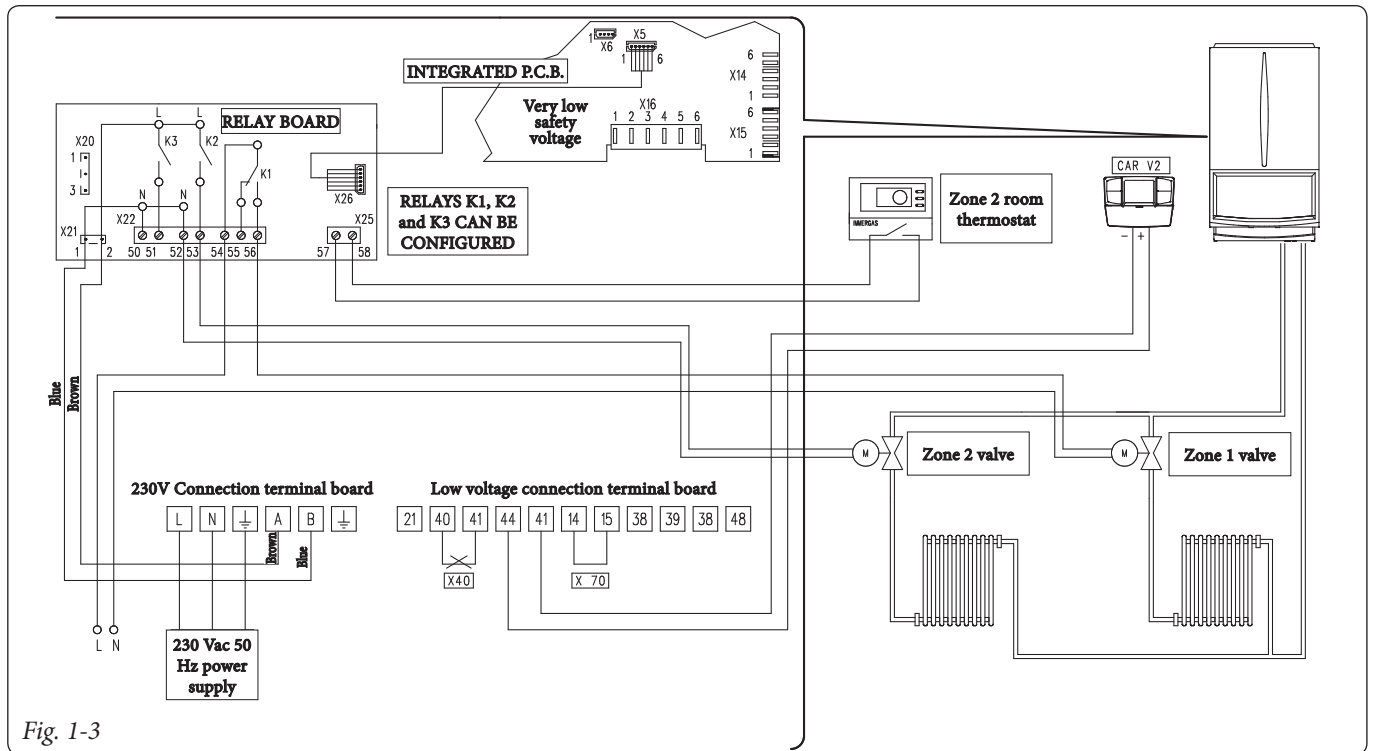 1 X6
X5
1 6
INTEGRATED P.C.B.
6
X14
1
6
X15
1
Very low
safety
voltage
X16
1 2 3 4 5 6
RELAY BOARD
L L
K3 K2
K1
X20
1
3
N N
X26
X22
X25
X21
1 2
50 51 52 53 54 55 56 57 58
RELAYS K1, K2
and K3 CAN BE
CONFIGURED
IMMERGAS
Zone 2 room
thermostat
CAR V2
- +
Blue
Brown
M
Zone 2 valve
M
Zone 1 valve
230V Connection terminal board
L N A B
Brown
Blue
Low voltage connection terminal board
21 40 41 44 41 14 15 38 39 38 48
X40
X 70
L N
230 Vac 50
Hz power
supply
Fig. 1-3